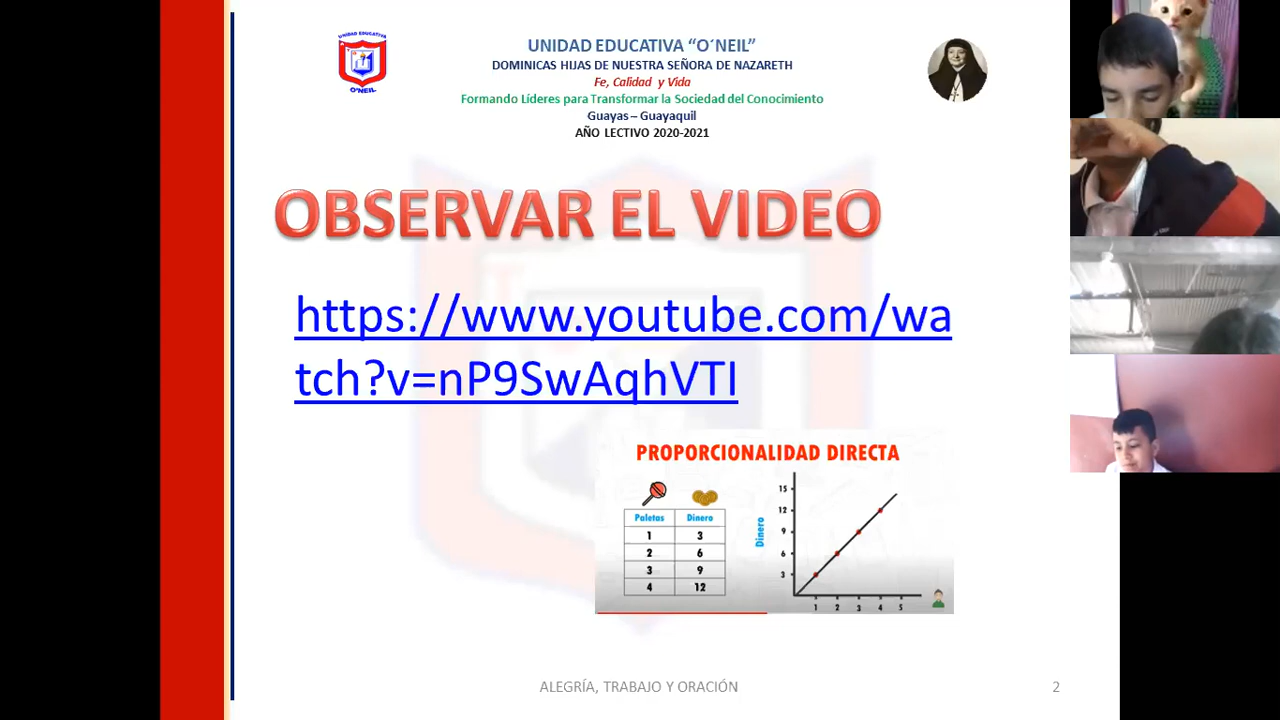 UNIDAD EDUCATIVA
O'NEIL
UNIDAD EDUCATIVA “O´NEIL”
DOMINICAS HIJAS DE NUESTRA SEÑORA DE NAZARETH
Fe, Calidad y Vida
Formando Líderes para Transformar la Sociedad del Conocimiento
Guayas – Guayaquil
AÑO LECTIVO 2020-2021
OBSERVAR EL VIDEO
https://www.youtube.com/wa
tch?v=nP9SwAqhVTI
PROPORCIONALIDAD DIRECTA
Paletas Dinero
1 3
2 6
3 9
4 12
Dinero
15
12
9
6
3
1 2 3 4 5
ALEGRÍA, TRABAJO Y ORACIÓN 2